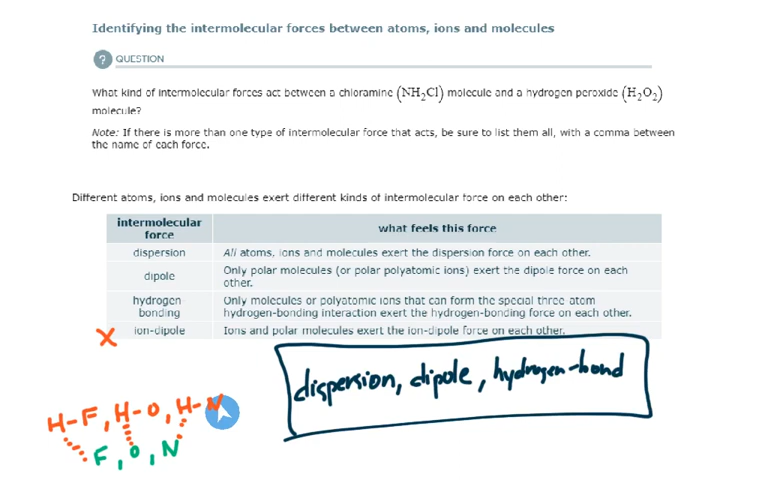 Identifying the intermolecular forces between atoms, ions and molecules
? QUESTION
What kind of intermolecular forces act between a chloramine (NH₂Cl) molecule and a hydrogen peroxide (H₂O₂)
molecule?
Note: If there is more than one type of intermolecular force that acts, be sure to list them all, with a comma between
the name of each force.
Different atoms, ions and molecules exert different kinds of intermolecular force on each other:
intermolecular
force
what feels this force
dispersion
All atoms, ions and molecules exert the dispersion force on each other.
dipole
Only polar molecules (or polar polyatomic ions) exert the dipole force on each
other.
hydrogen-
bonding
Only molecules or polyatomic ions that can form the special three atom
hydrogen-bonding interaction exert the hydrogen-bonding force on each other.
X
ion-dipole
Ions and polar molecules exert the ion-dipole force on each other.
dispersion, dipole, hydrogen-bond
H-F, H-O, H-N
F, O, N